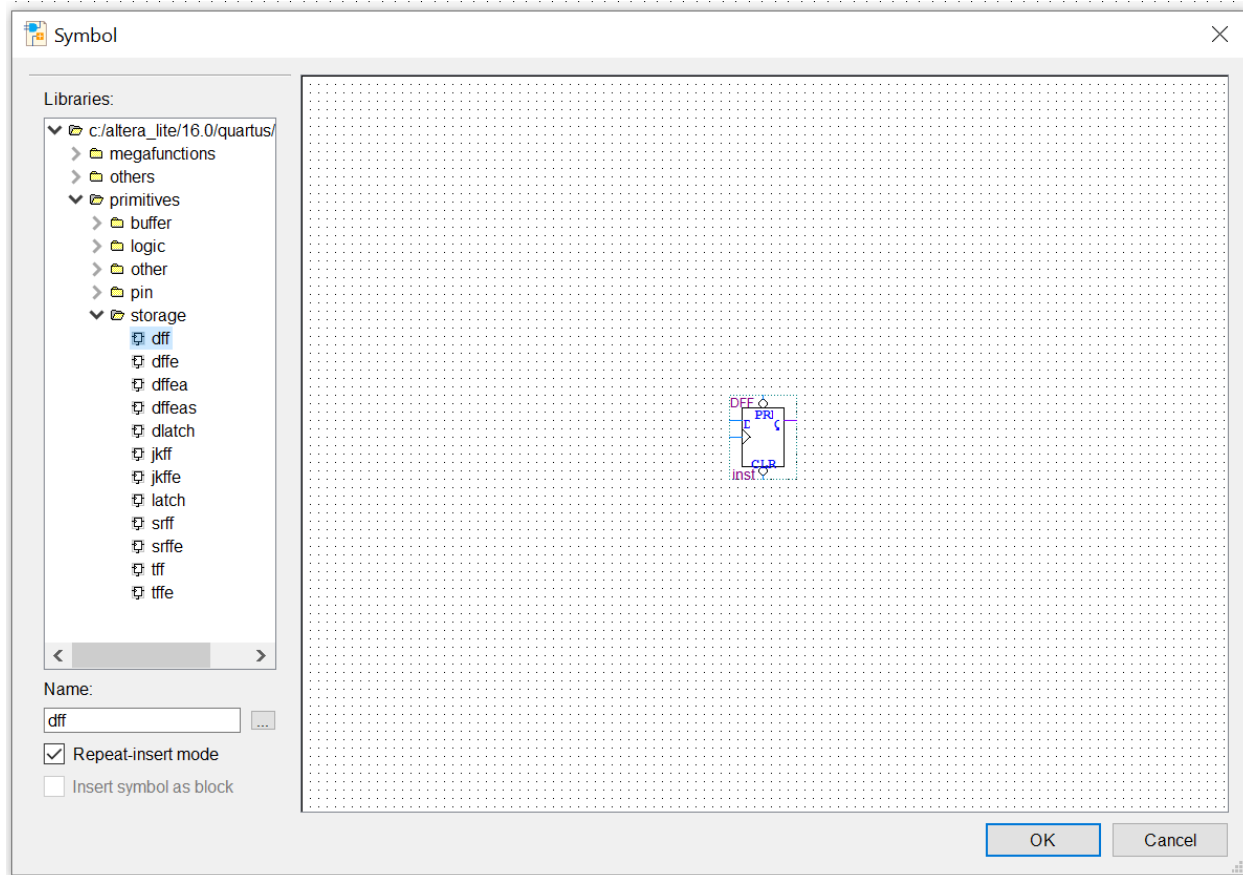 Symbol
Libraries:
c:/altera_lite/16.0/quartus/
megafunctions
others
primitives
buffer
logic
other
pin
storage
dff
dffe
dffea
dffeas
dlatch
jkff
jkffe
latch
srff
srffe
tff
tffe
Name:
dff
...
Repeat-insert mode
Insert symbol as block
DFF
D
CLR
inst
OK
Cancel